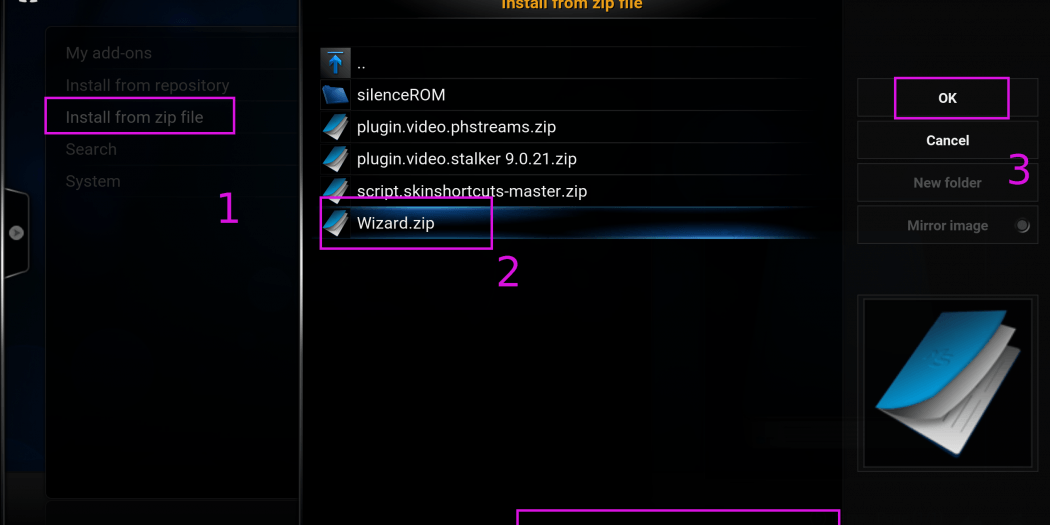 Install from zip file
My add-ons
Install from repository
Install from zip file
Search
System
1
..
silenceROM
plugin.video.phstreams.zip
plugin.video.stalker 9.0.21.zip
script.skinshortcuts-master.zip
Wizard.zip
2
OK
Cancel
3
New folder
Mirror image